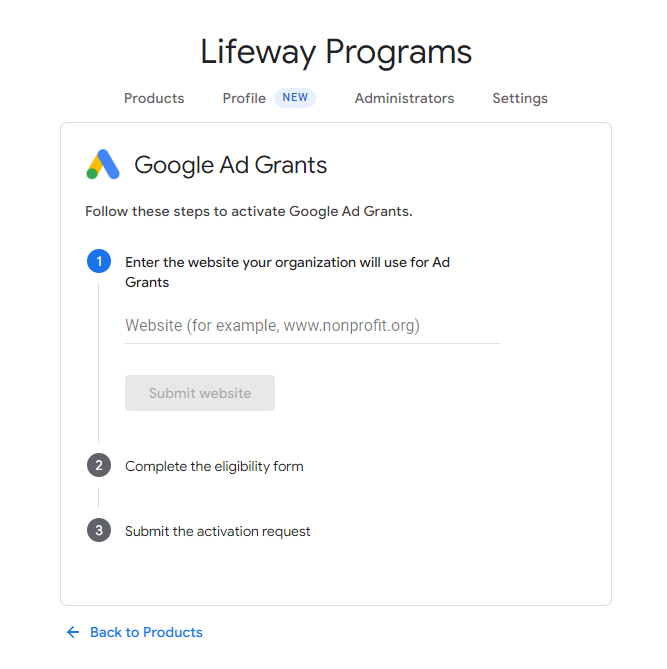 Lifeway Programs
Products Profile NEW Administrators Settings
Google Ad Grants
Follow these steps to activate Google Ad Grants.
1 Enter the website your organization will use for Ad
Grants
Website (for example, www.nonprofit.org)
Submit website
2 Complete the eligibility form
3 Submit the activation request
Back to Products